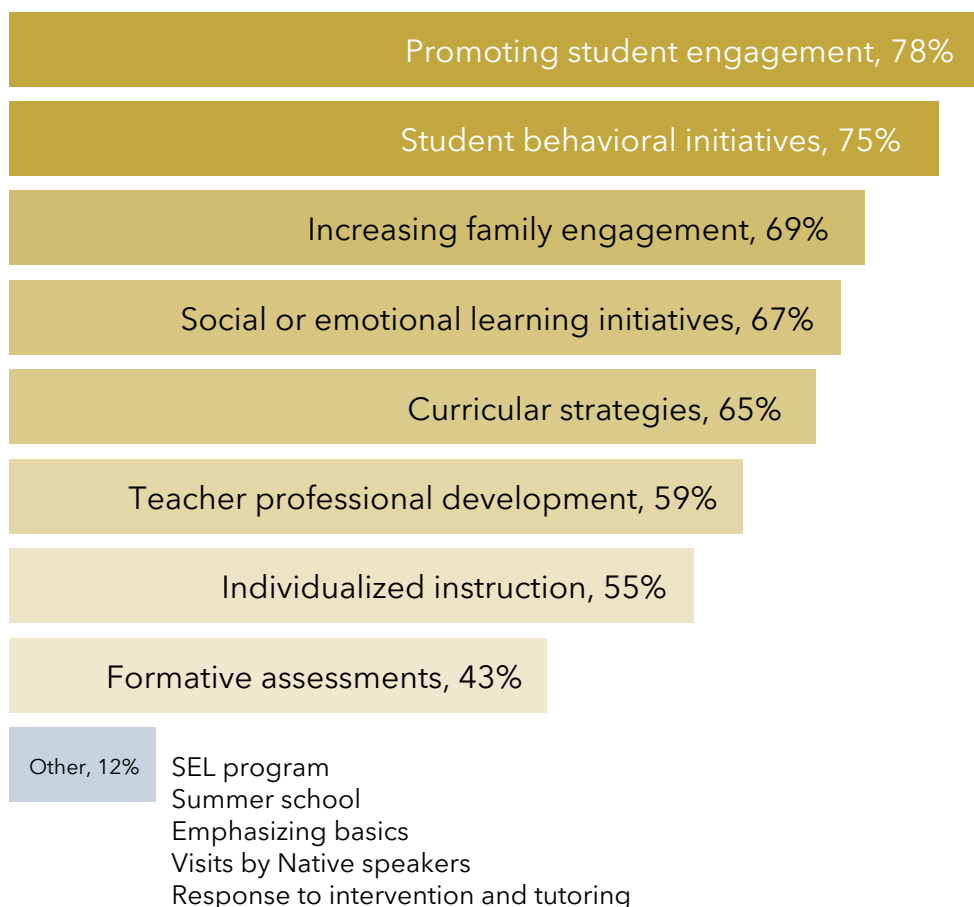 Promoting student engagement, 78%
Student behavioral initiatives, 75%
Increasing family engagement, 69%
Social or emotional learning initiatives, 67%
Curricular strategies, 65%
Teacher professional development, 59%
Individualized instruction, 55%
Formative assessments, 43%
Other, 12%
SEL program
Summer school
Emphasizing basics
Visits by Native speakers
Response to intervention and tutoring